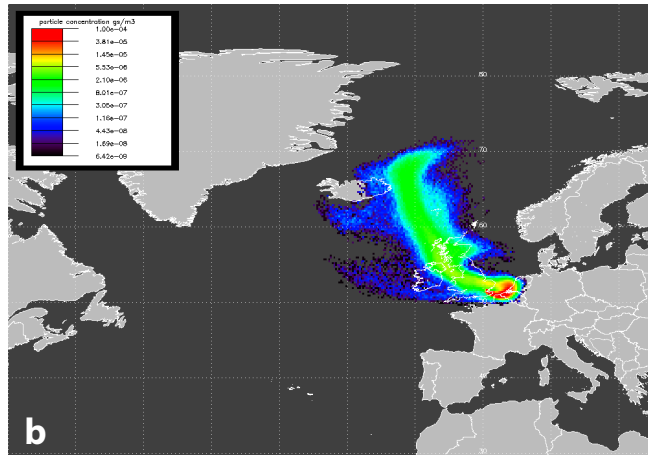 particle concentration gs/m3
1.00e-04
3.81e-05
1.45e-05
5.53e-06
2.10e-06
8.01e-07
3.06e-07
1.16e-07
4.43e-08
1.69e-08
6.42e-09
80
70
60
30
b